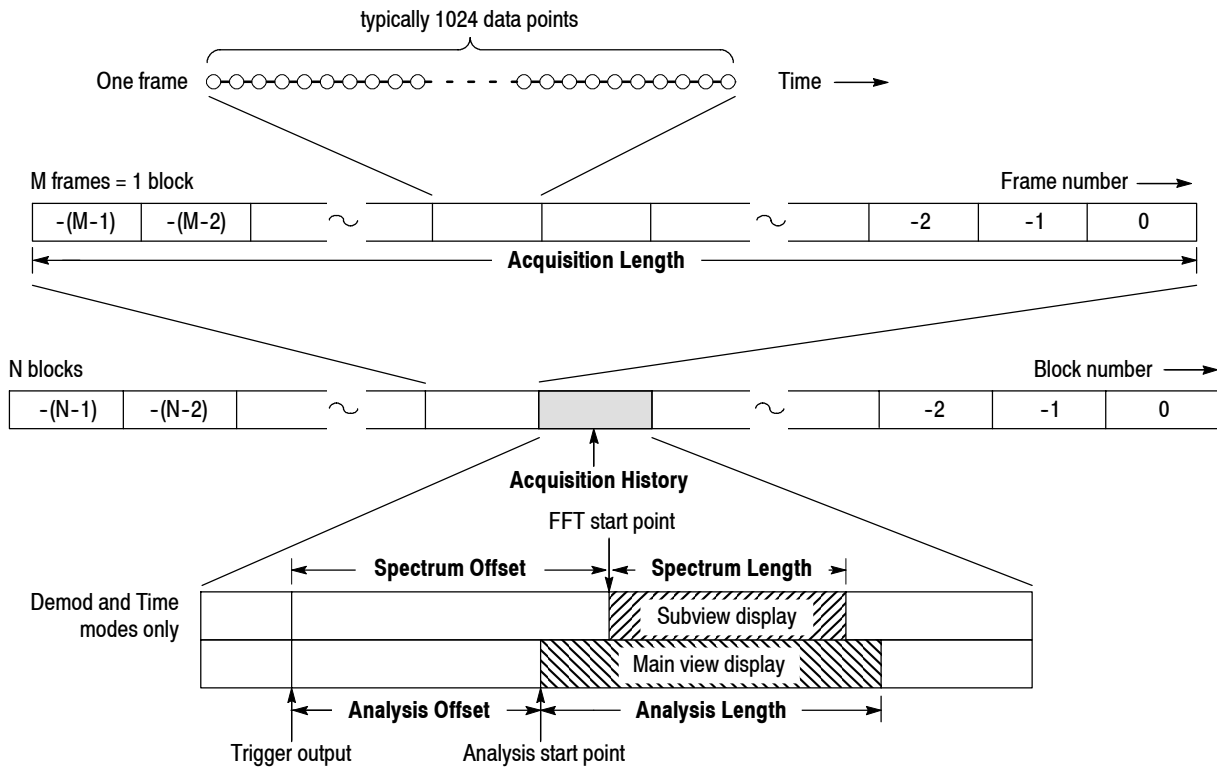 typically 1024 data points
One frame
Time
M frames = 1 block
Frame number
-(M-1) -(M-2) -2 -1 0
Acquisition Length
N blocks
Block number
-(N-1) -(N-2) -2 -1 0
Acquisition History
FFT start point
Spectrum Offset Spectrum Length
Demod and Time
modes only
Subview display
Main view display
Analysis Offset Analysis Length
Trigger output Analysis start point